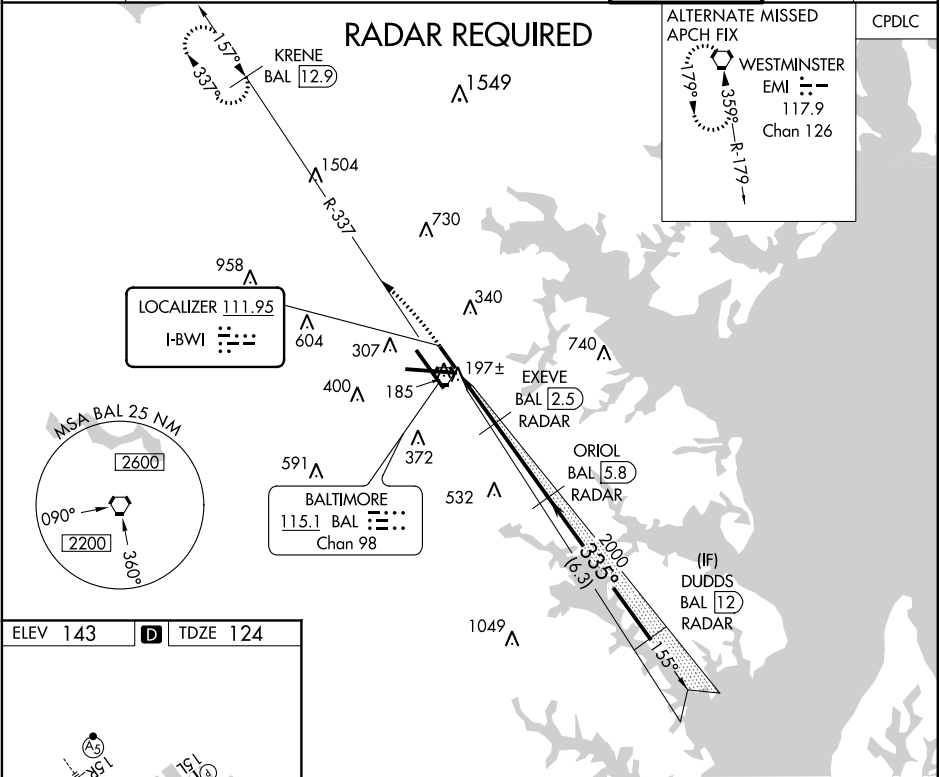 RADAR REQUIRED
ALTERNATE MISSED
APCH FIX
WESTMINSTER
EMI
117.9
Chan 126
179°
359°
R-179
CPDLC
157°
337°
KRENE
BAL 12.9
1549
1504
R-337
730
958
LOCALIZER 111.95
I-BWI
604
340
307
740
197±
400
185
EXEVE
BAL 2.5
RADAR
MSA BAL 25 NM
2600
090°
2200
360°
372
591
ORIOL
BAL 5.8
RADAR
532
BALTIMORE
115.1 BAL
Chan 98
2000
335°
(6.3)
(IF)
DUDDS
BAL 12
RADAR
1049
155°
ELEV 143 D TDZE 124
A5
15R
15L
P